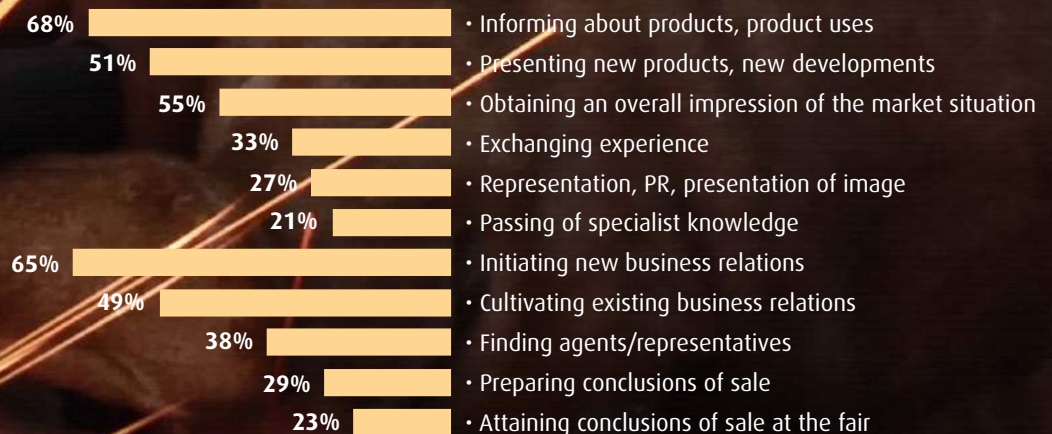 68% • Informing about products, product uses
51% • Presenting new products, new developments
55% • Obtaining an overall impression of the market situation
33% • Exchanging experience
27% • Representation, PR, presentation of image
21% • Passing of specialist knowledge
65% • Initiating new business relations
49% • Cultivating existing business relations
38% • Finding agents/representatives
29% • Preparing conclusions of sale
23% • Attaining conclusions of sale at the fair